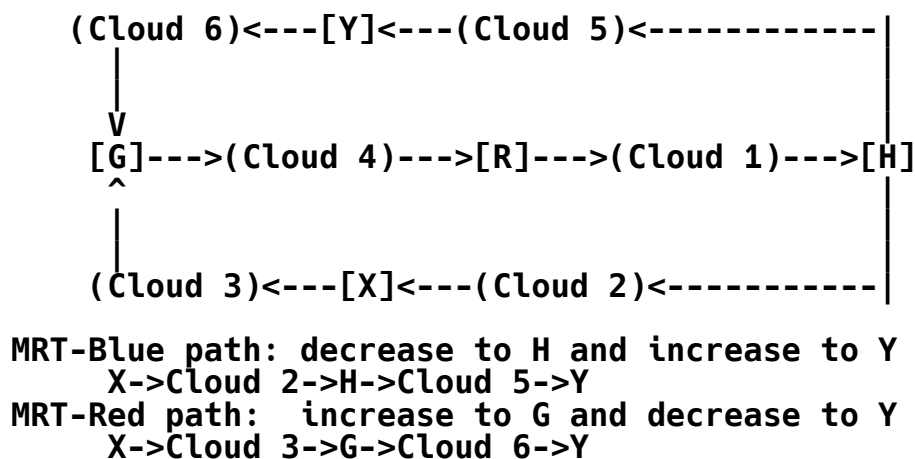 (Cloud 6)<---[Y]<---(Cloud 5)<------------|
|                                         |
|                                         |
V                                         |
[G]--->(Cloud 4)--->[R]--->(Cloud 1)--->[H]
^                                         |
|                                         |
|                                         |
(Cloud 3)<---[X]<---(Cloud 2)<-----------|
MRT-Blue path: decrease to H and increase to Y
X->Cloud 2->H->Cloud 5->Y
MRT-Red path:  increase to G and decrease to Y
X->Cloud 3->G->Cloud 6->Y